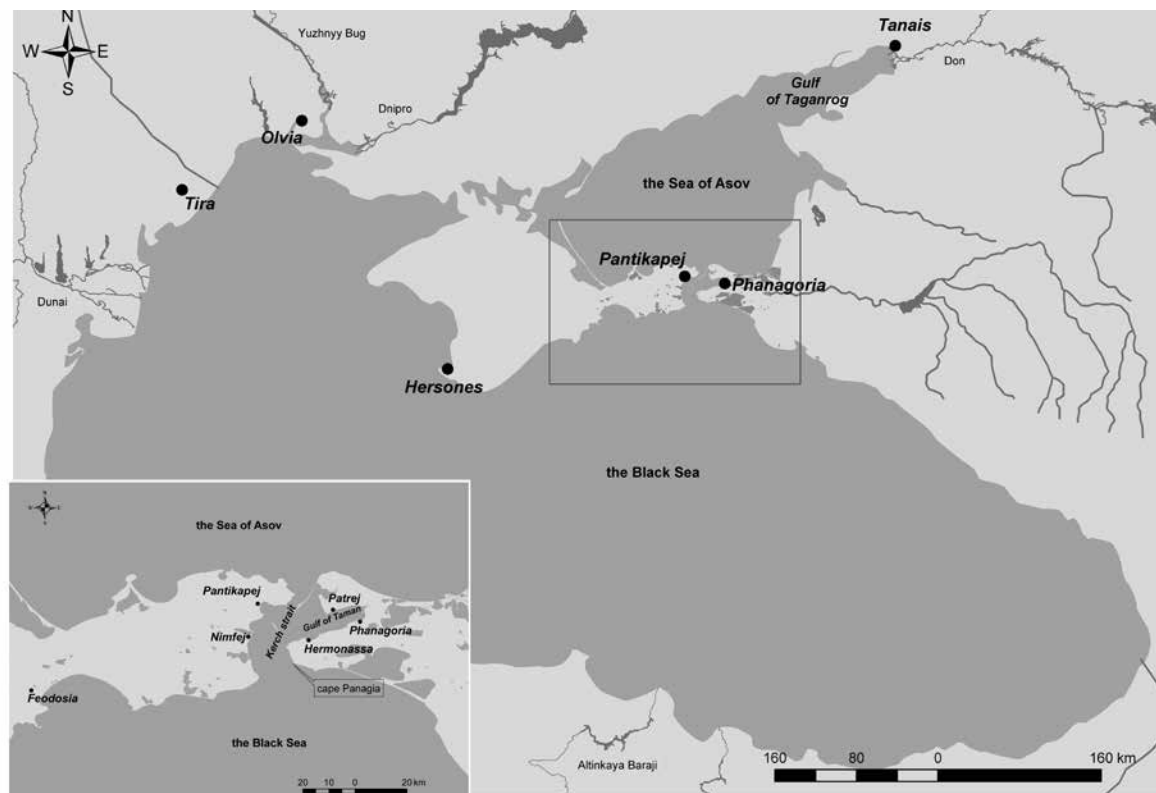 N
W E
S
Yuzhnyy Bug
Tanais
Don
Gulf
of Taganrog
Dnipro
Olvia
the Sea of Asov
Tira
Pantikapej
Phanagoria
Dunai
Hersones
the Black Sea
the Sea of Asov
Pantikapej
Patrej
Kerch strait
Gulf of Taman
Phanagoria
Nimfej
Hermonassa
cape Panagia
Feodosia
the Black Sea
20 10 0 20 km
Altinkaya Baraji
160 80 0 160 km